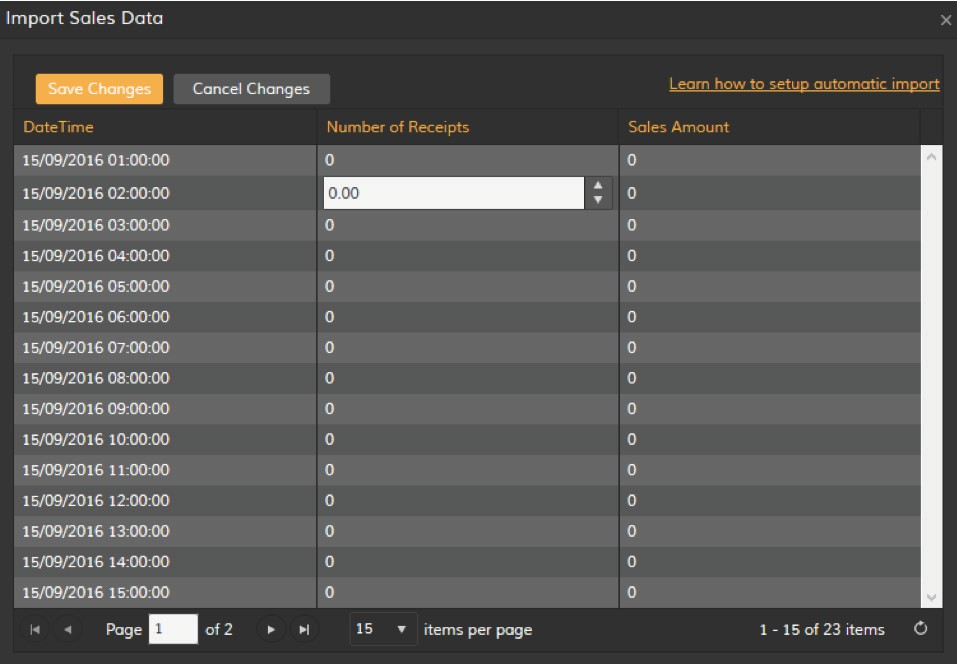 Import Sales Data
Save Changes Cancel Changes Learn how to setup automatic import
DateTime Number of Receipts Sales Amount
15/09/2016 01:00:00 0 0
15/09/2016 02:00:00 0.00 0
15/09/2016 03:00:00 0 0
15/09/2016 04:00:00 0 0
15/09/2016 05:00:00 0 0
15/09/2016 06:00:00 0 0
15/09/2016 07:00:00 0 0
15/09/2016 08:00:00 0 0
15/09/2016 09:00:00 0 0
15/09/2016 10:00:00 0 0
15/09/2016 11:00:00 0 0
15/09/2016 12:00:00 0 0
15/09/2016 13:00:00 0 0
15/09/2016 14:00:00 0 0
15/09/2016 15:00:00 0 0
Page 1 of 2 15 items per page 1 - 15 of 23 items